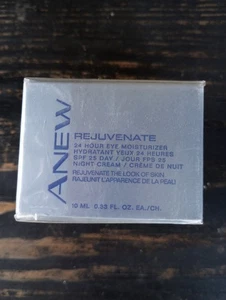 ANEW
REJUVENATE
24 HOUR EYE MOISTURIZER
HYDRATANT YEUX 24 HEURES
SPF 25 DAY / JOUR FPS 25
NIGHT CREAM / CRÈME DE NUIT
REJUVENATE THE LOOK OF SKIN
RAJEUNIT L'APPARENCE DE LA PEAU
10 ML 0.33 FL. OZ. EA./CH.